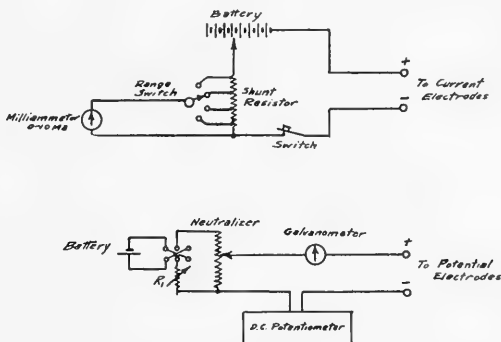 Battery
+
Range
Switch
Shunt
Resistor
To Current
Electrodes
Milliammeter
0-10 MA
-
Switch
Neutralizer
Galvanometer
Battery
+
R1
To Potential
Electrodes
-
D.C. Potentiometer